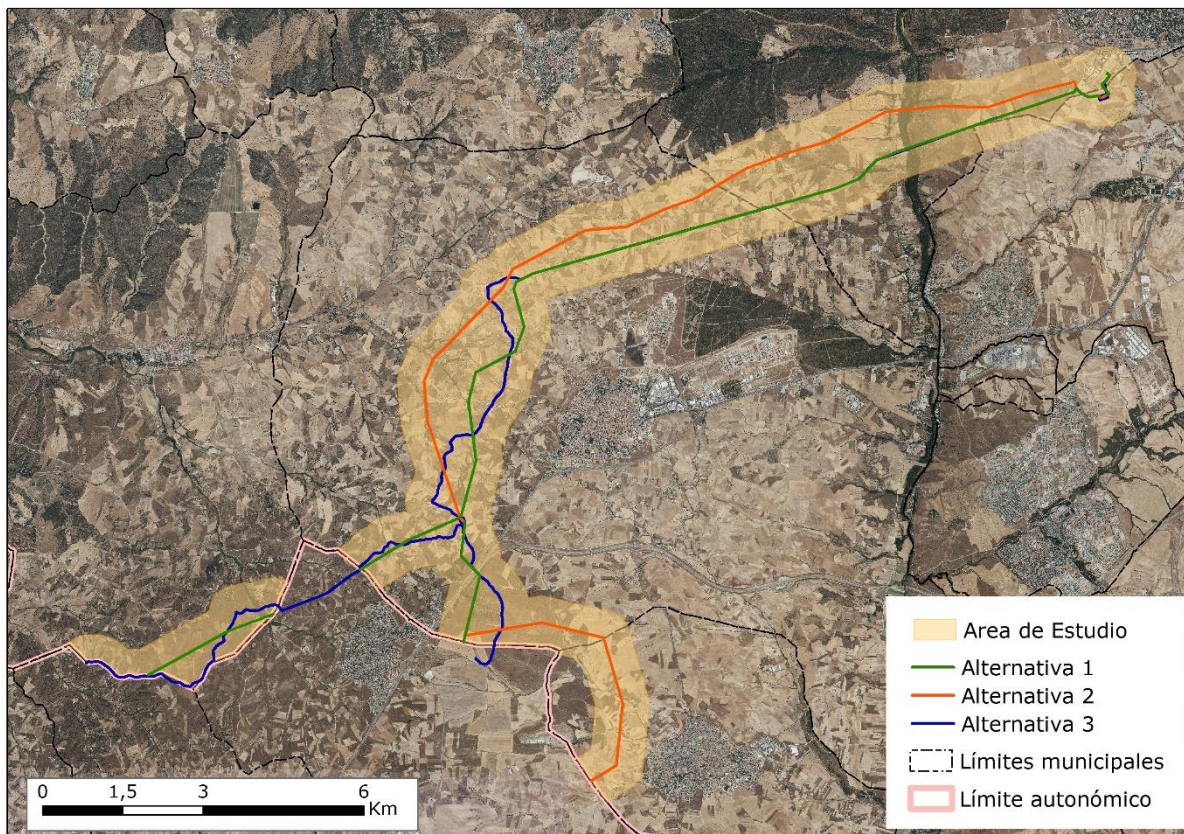 Area de Estudio
Alternativa 1
Alternativa 2
Alternativa 3
Límites municipales
Límite autonómico
0 1,5 3 6
Km